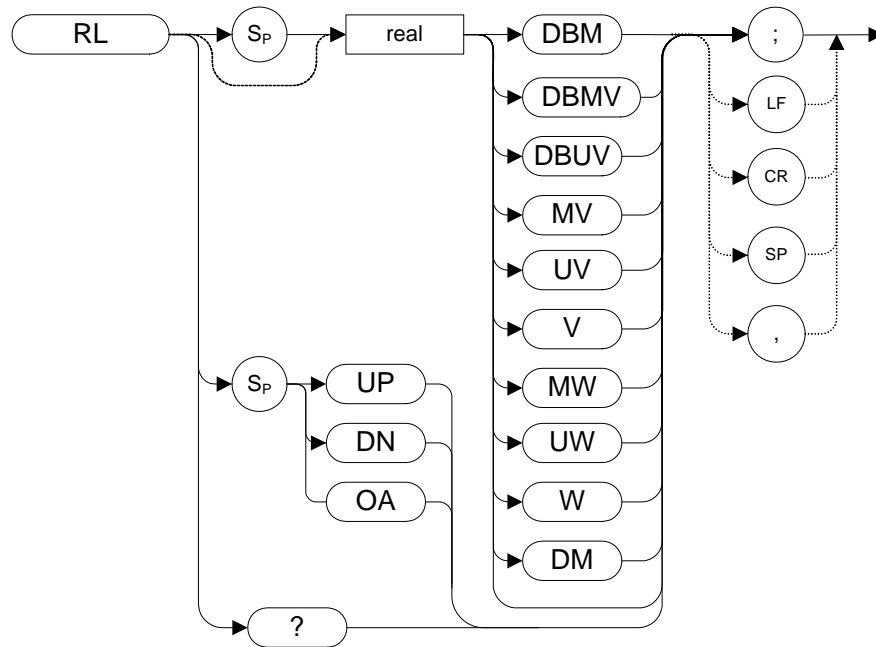 RL SP real DBM ;
DBMV LF
DBUV
MV CR
UV SP
V ,
SP UP MW
DN UW
OA W
DM
?